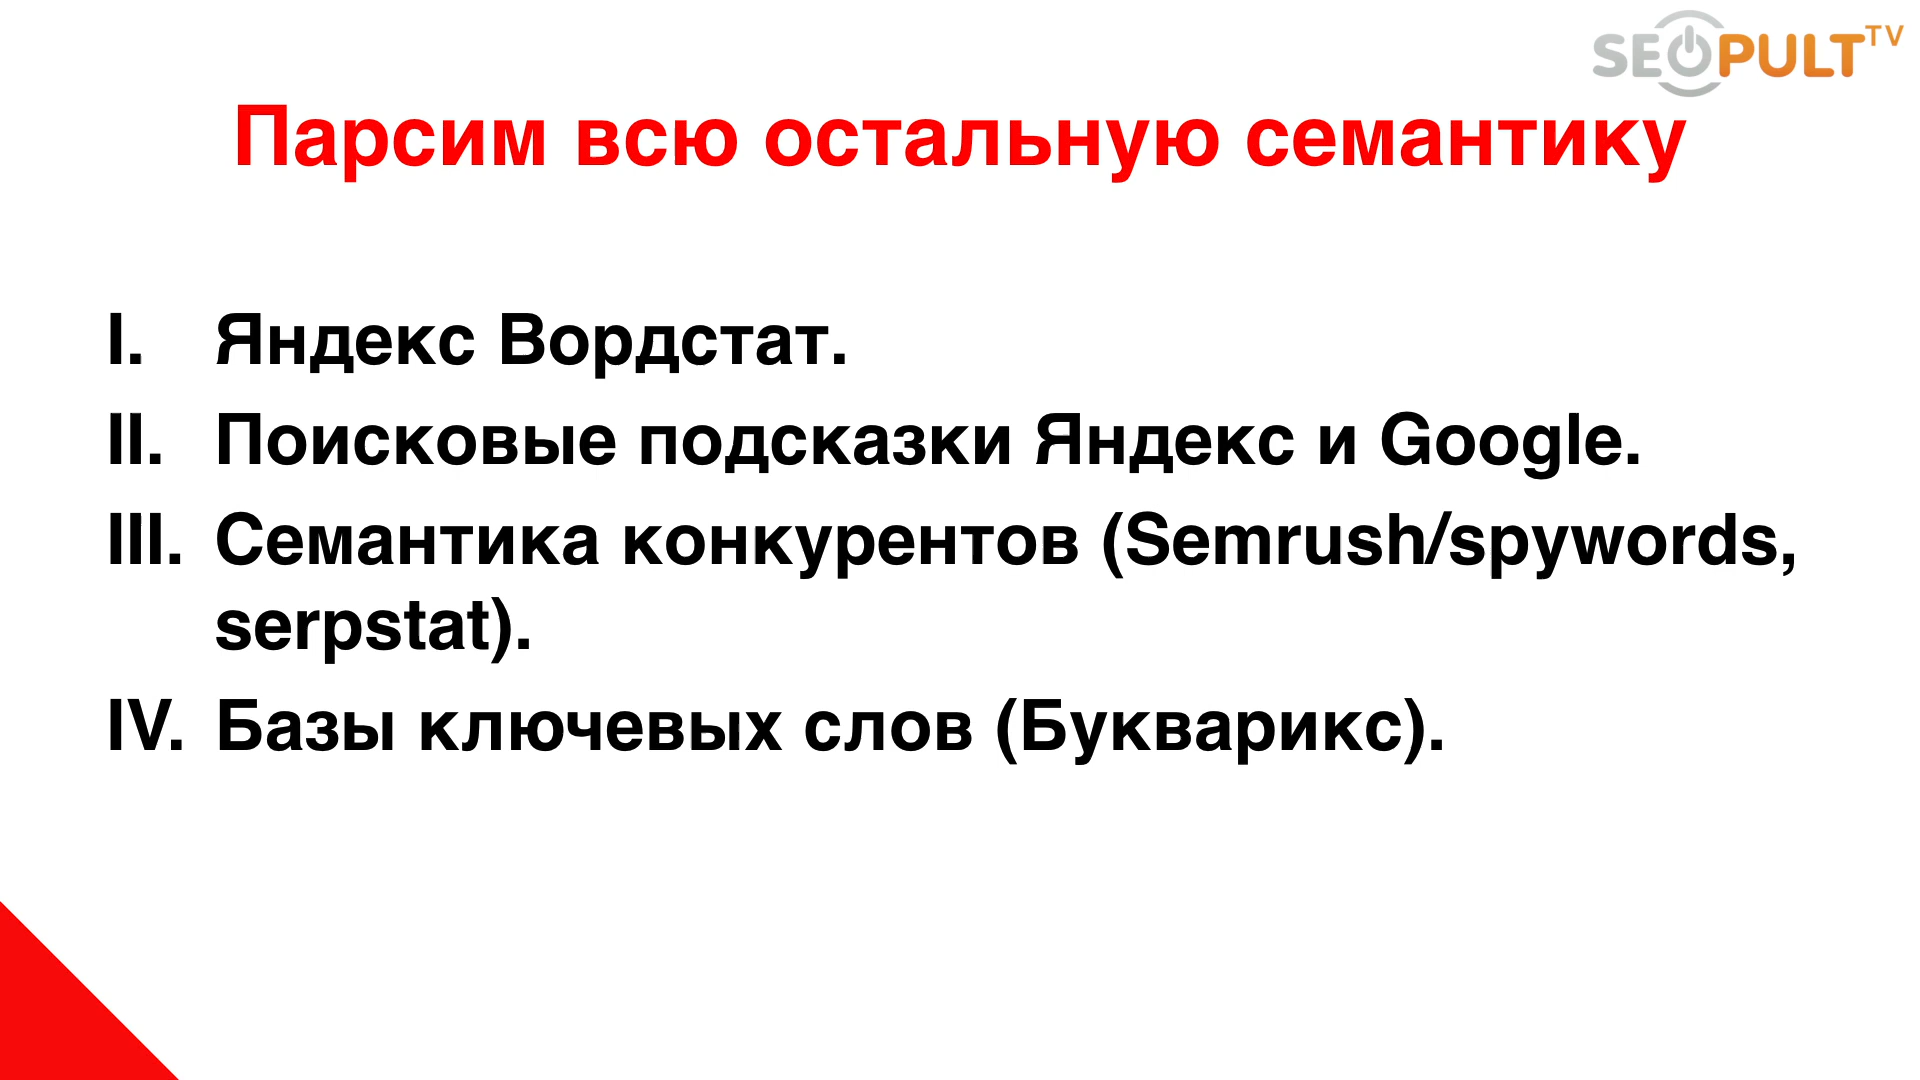 SEOPULT TV
Парсим всю остальную семантику
I. Яндекс Вордстат.
II. Поисковые подсказки Яндекс и Google.
III. Семантика конкурентов (Semrush/spywords,
serpstat).
IV. Базы ключевых слов (Букварикс).